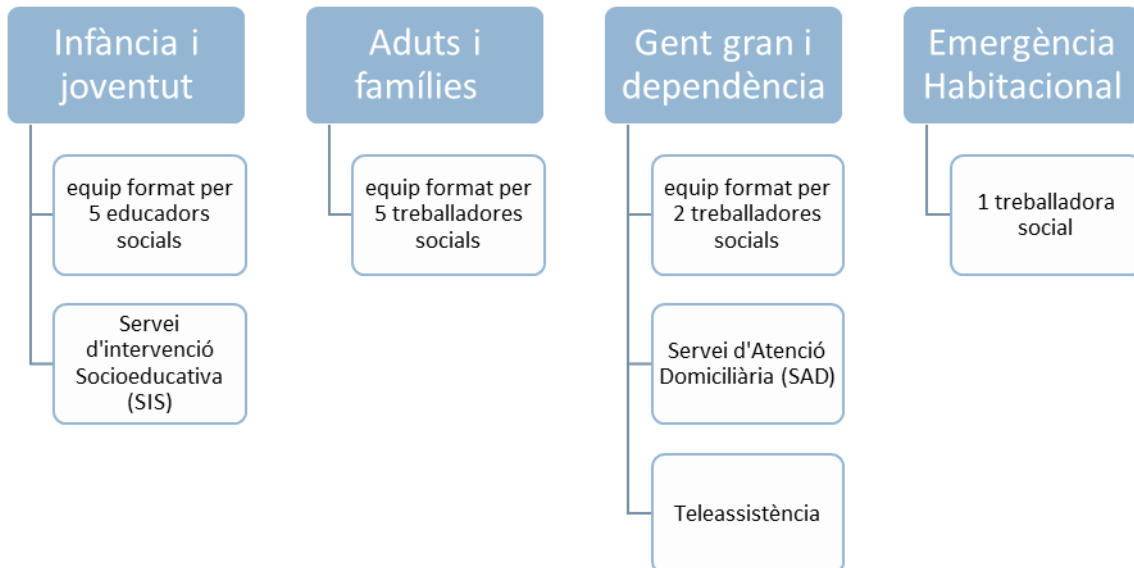 Infància i
joventut
equip format per
5 educadors
socials
Servei
d'intervenció
Socioeducativa
(SIS)
Aduts i
famílies
equip format per
5 treballadores
socials
Gent gran i
dependència
equip format per
2 treballadores
socials
Servei d'Atenció
Domiciliària (SAD)
Teleassistència
Emergència
Habitacional
1 treballadora
social